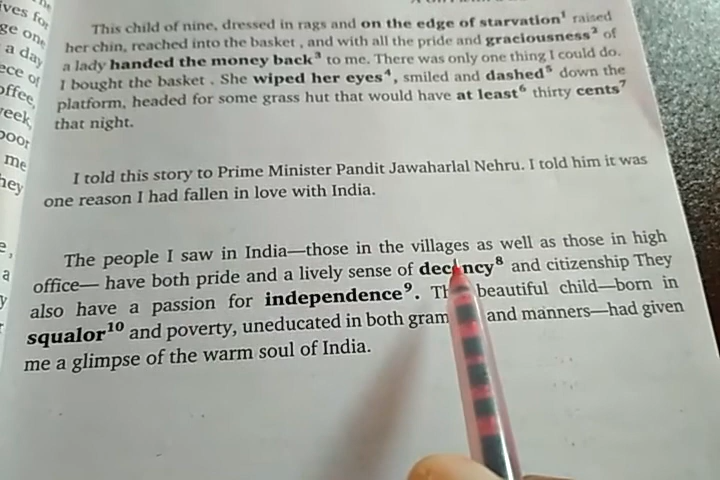 This child of nine, dressed in rags and on the edge of starvation¹ raised
her chin, reached into the basket , and with all the pride and graciousness² of
a lady handed the money back³ to me. There was only one thing I could do.
I bought the basket . She wiped her eyes⁴, smiled and dashed⁵ down the
platform, headed for some grass hut that would have at least⁶ thirty cents⁷
that night.
I told this story to Prime Minister Pandit Jawaharlal Nehru. I told him it was
one reason I had fallen in love with India.
The people I saw in India—those in the villages as well as those in high
office— have both pride and a lively sense of decency⁸ and citizenship They
also have a passion for independence⁹. Th beautiful child—born in
squalor¹⁰ and poverty, uneducated in both gram and manners—had given
me a glimpse of the warm soul of India.